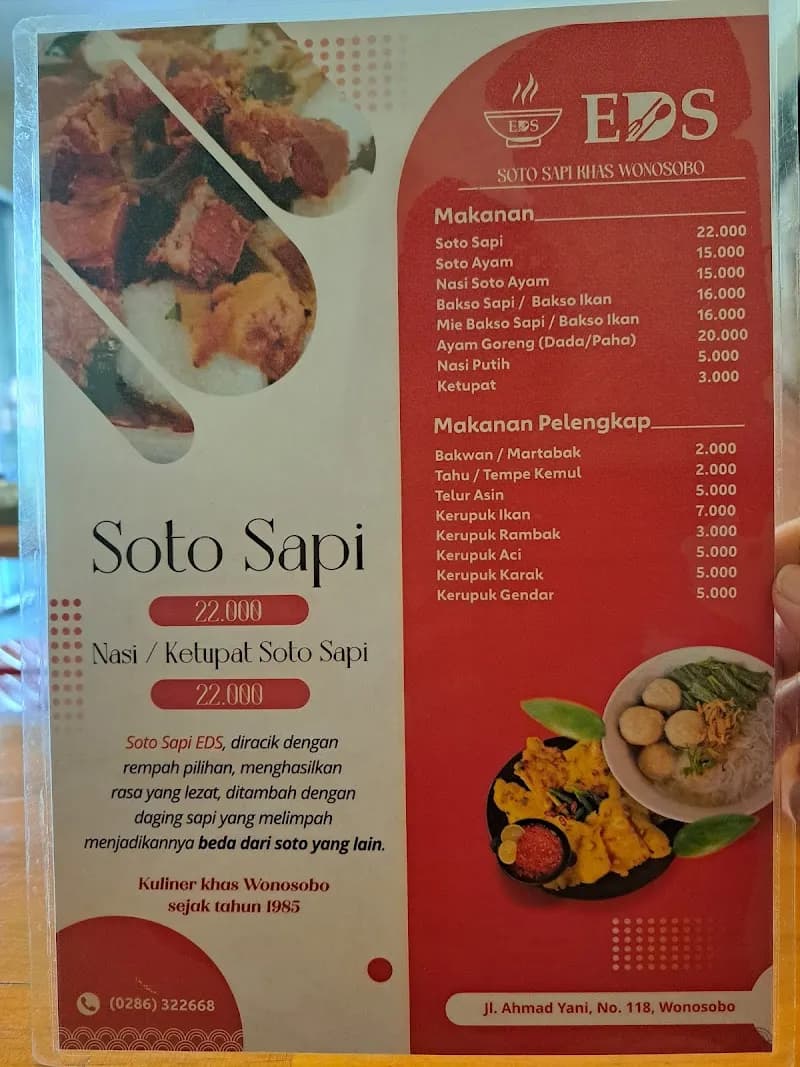 Soto Sapi
22.000
Nasi / Ketupat Soto Sapi
22.000
Soto Sapi EDS, diracik dengan
rempah pilihan, menghasilkan
rasa yang lezat, ditambah dengan
daging sapi yang melimpah
menjadikannya beda dari soto yang lain.
Kuliner khas Wonosobo
sejak tahun 1985
(0286) 322668
EDS
EDS
SOTO SAPI KHAS WONOSOBO
Makanan
Soto Sapi 22.000
Soto Ayam 15.000
Nasi Soto Ayam 15.000
Bakso Sapi / Bakso Ikan 16.000
Mie Bakso Sapi / Bakso Ikan 16.000
Ayam Goreng (Dada/Paha) 20.000
Nasi Putih 5.000
Ketupat 3.000
Makanan Pelengkap
Bakwan / Martabak 2.000
Tahu / Tempe Kemul 2.000
Telur Asin 5.000
Kerupuk Ikan 7.000
Kerupuk Rambak 3.000
Kerupuk Aci 5.000
Kerupuk Karak 5.000
Kerupuk Gendar 5.000
Jl. Ahmad Yani, No. 118, Wonosobo